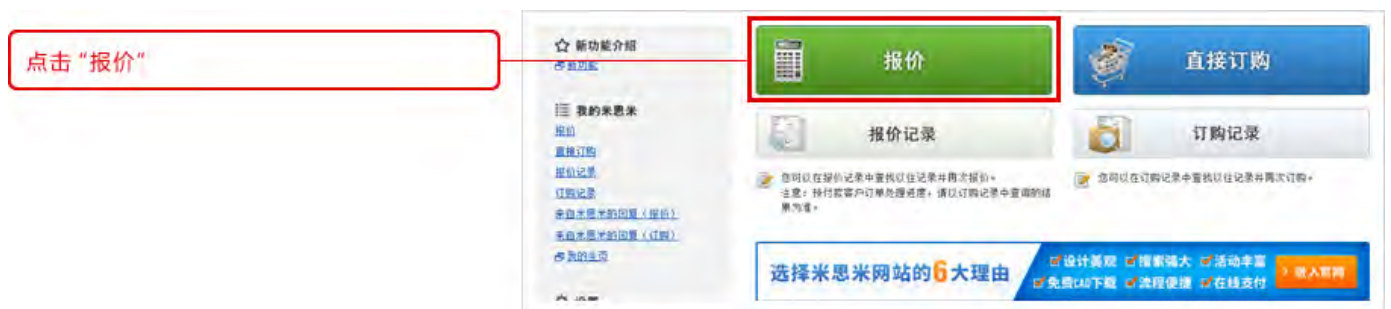 点击“报价”
新功能介绍
新功能
我的米思米
报价
直接订购
报价记录
订购记录
来自米思米的回复（报价）
来自米思米的回复（订购）
我的主页
报价
直接订购
报价记录
订购记录
您可以在报价记录中查找以往记录并再次报价。
注意：预付款客户订单处理进度，请以订购记录中查询的结
果为准。
您可以在订购记录中查找以往记录并再次订购。
选择米思米网站的6大理由
设计美观 搜索强大 活动丰富
免费CAD下载 流程便捷 在线支付
进入官网